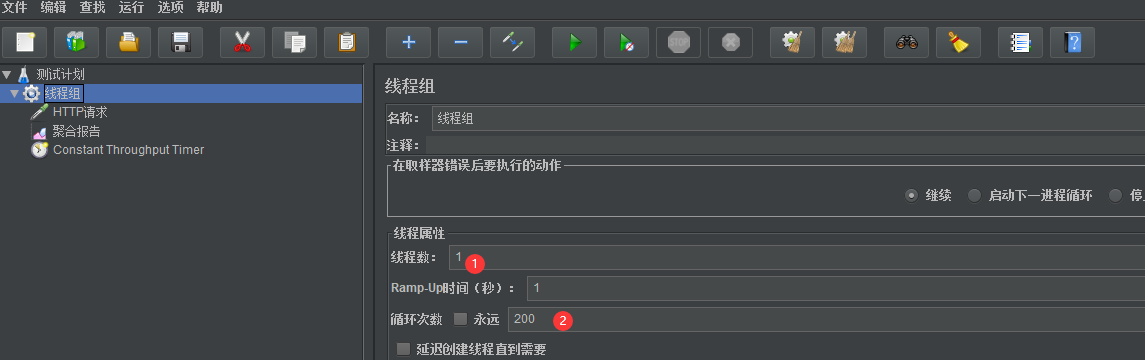 文件 编辑 查找 运行 选项 帮助
STOP
测试计划
线程组
HTTP请求
聚合报告
Constant Throughput Timer
线程组
名称： 线程组
注释：
在取样器错误后要执行的动作
继续 启动下一进程循环
线程属性
线程数： 1 1
Ramp-Up时间（秒）： 1
循环次数 永远 200 2
延迟创建线程直到需要